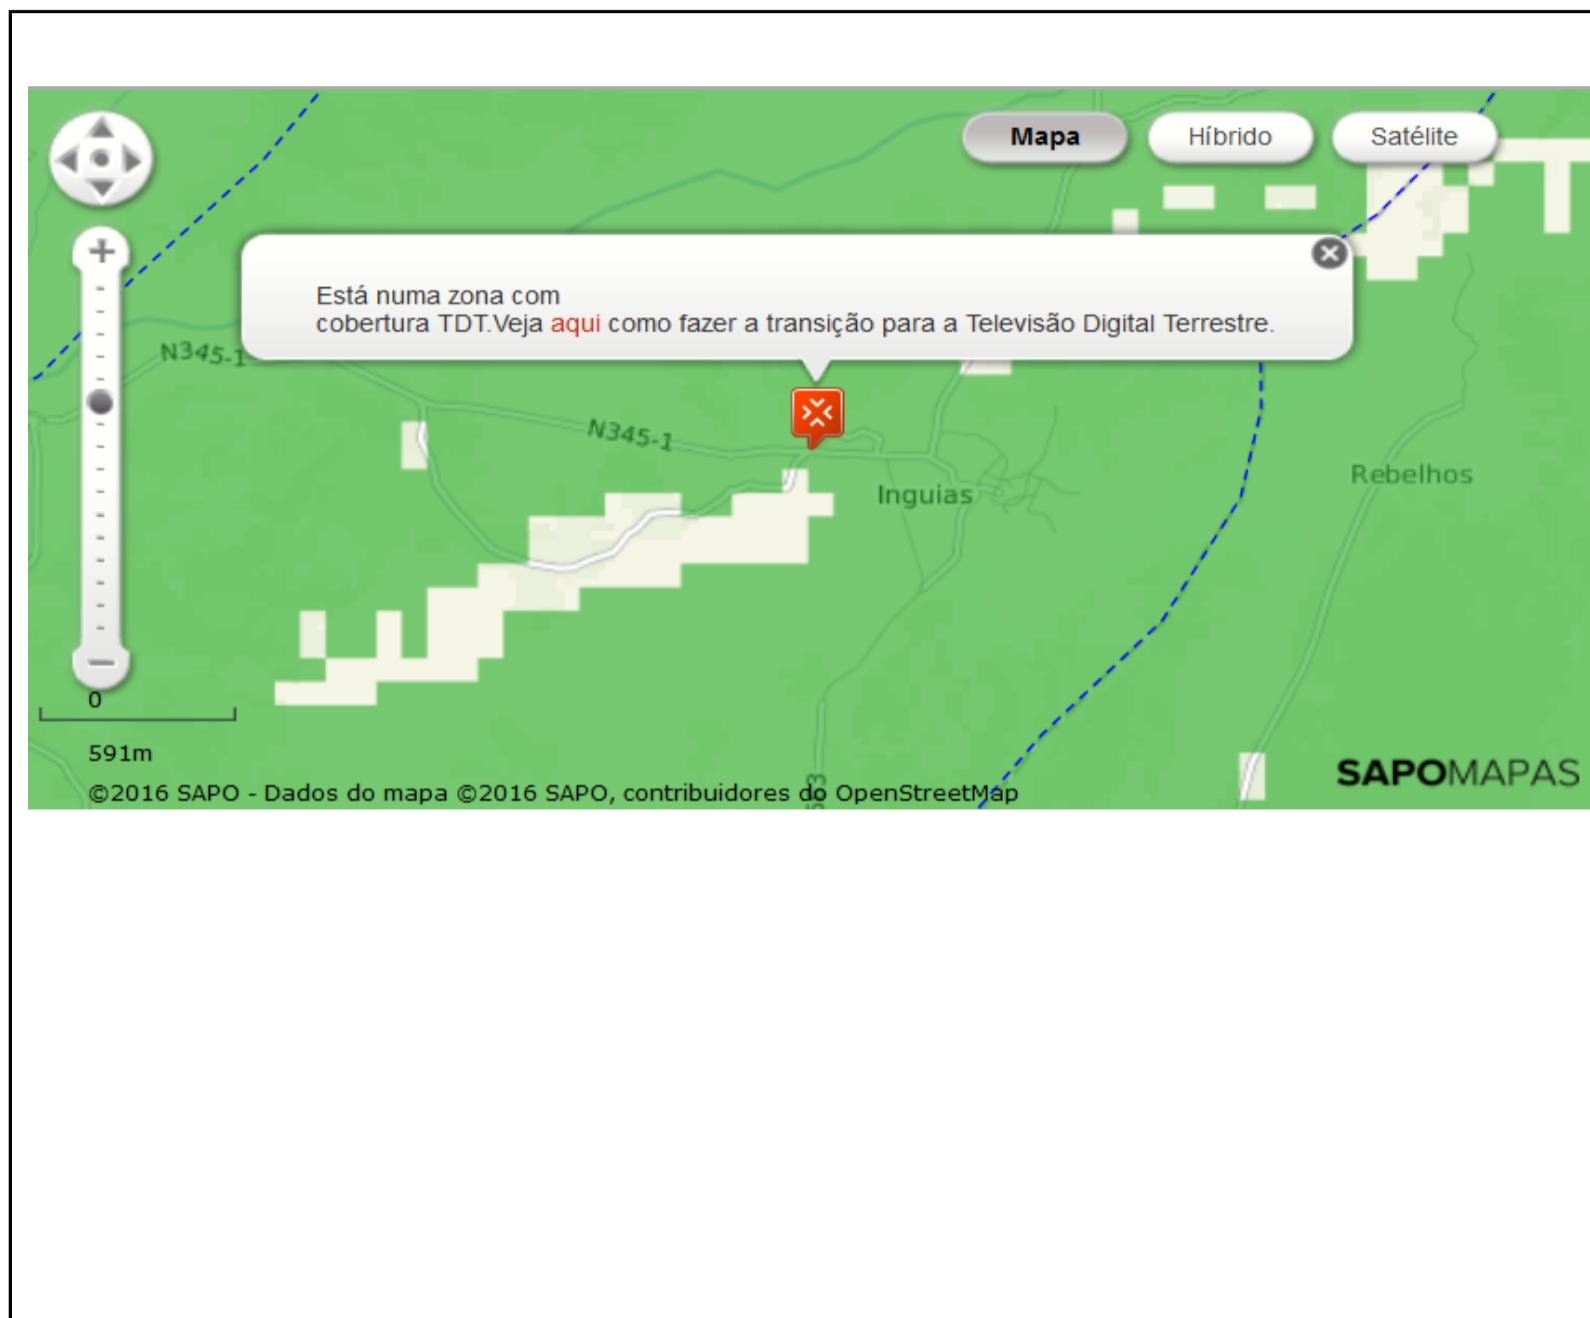 Mapa
Híbrido
Satélite
Está numa zona com
cobertura TDT.Veja aqui como fazer a transição para a Televisão Digital Terrestre.
N345-1
N345-1
Inguias
Rebelhos
0
591m
SAPOMAPAS
©2016 SAPO - Dados do mapa ©2016 SAPO, contribuidores do OpenStreetMap